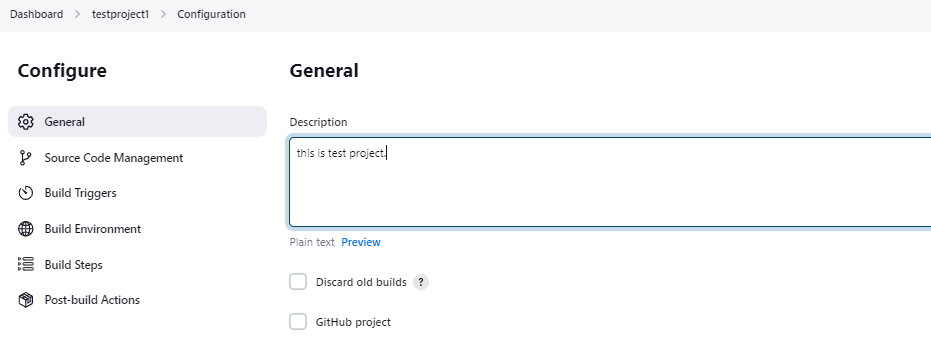 Dashboard > testproject1 > Configuration
Configure
General
Source Code Management
Build Triggers
Build Environment
Build Steps
Post-build Actions
General
Description
this is test project.
Plain text Preview
Discard old builds ?
GitHub project